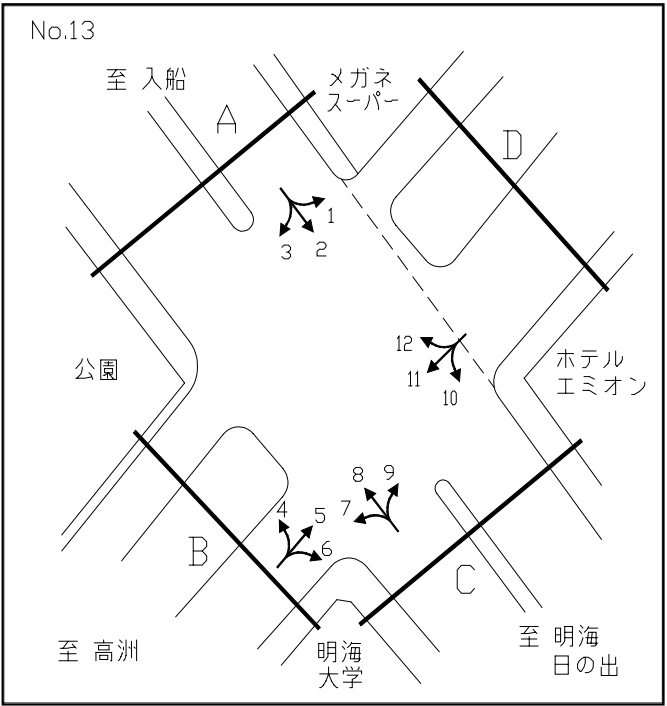 No.13
至 入船
メガネ
スーパー
A
D
1
2
3
12
11
10
公園
ホテル
エミオン
8
9
7
4
5
6
B
C
至 高洲
明海
大学
至 明海
日の出